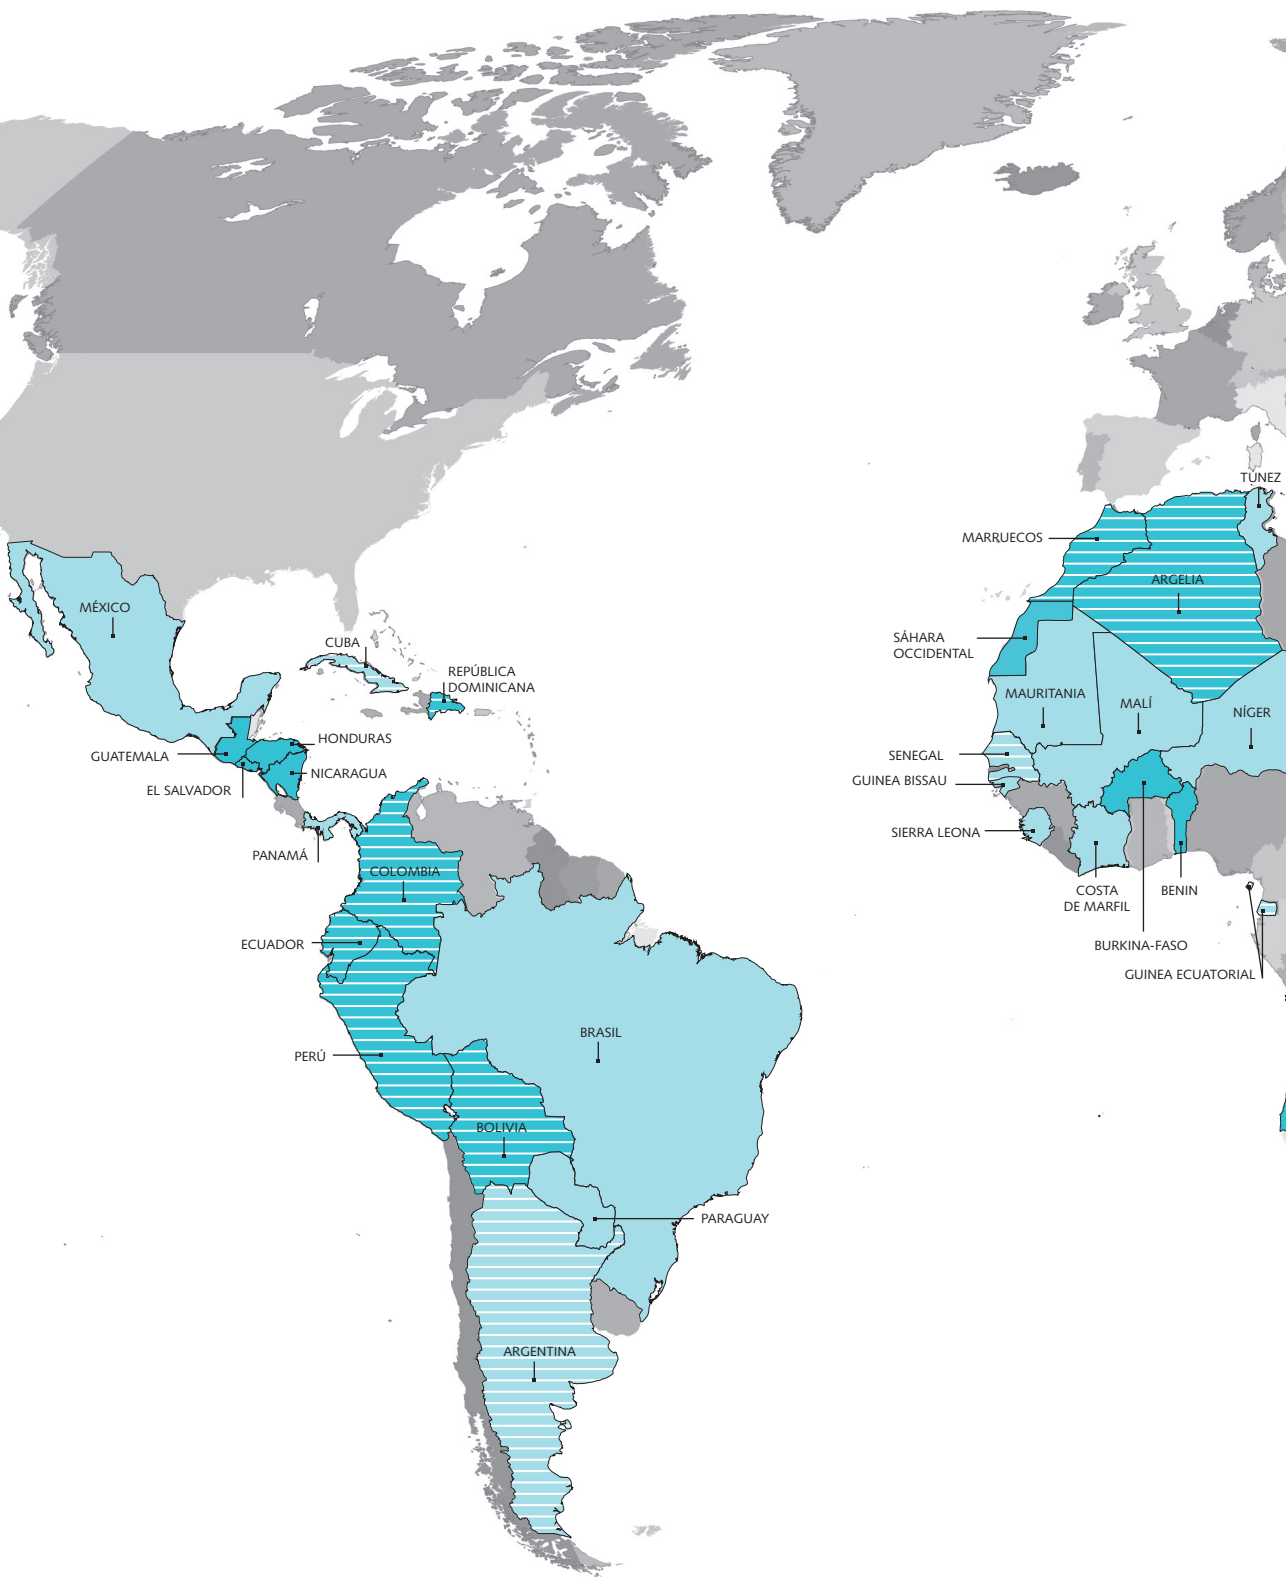 TÚNEZ
MARRUECOS
ARGELIA
MÉXICO
CUBA
SÁHARA
OCCIDENTAL
REPÚBLICA
DOMINICANA
MAURITANIA
MALÍ
NÍGER
HONDURAS
GUATEMALA
SENEGAL
NICARAGUA
GUINEA BISSAU
EL SALVADOR
SIERRA LEONA
PANAMÁ
COLOMBIA
COSTA
DE MARFIL
BENIN
ECUADOR
BURKINA-FASO
GUINEA ECUATORIAL
BRASIL
PERÚ
BOLIVIA
PARAGUAY
ARGENTINA